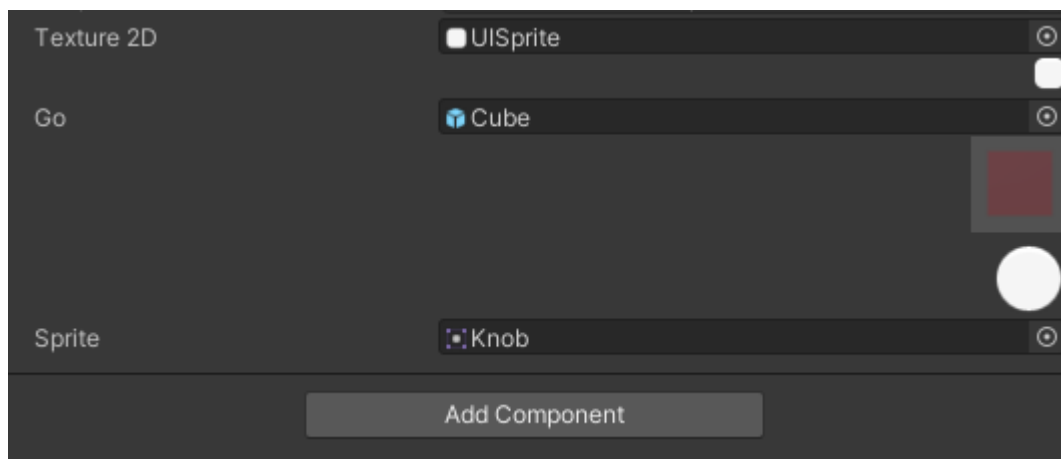 Texture 2D UISprite
Go Cube
Sprite Knob
Add Component